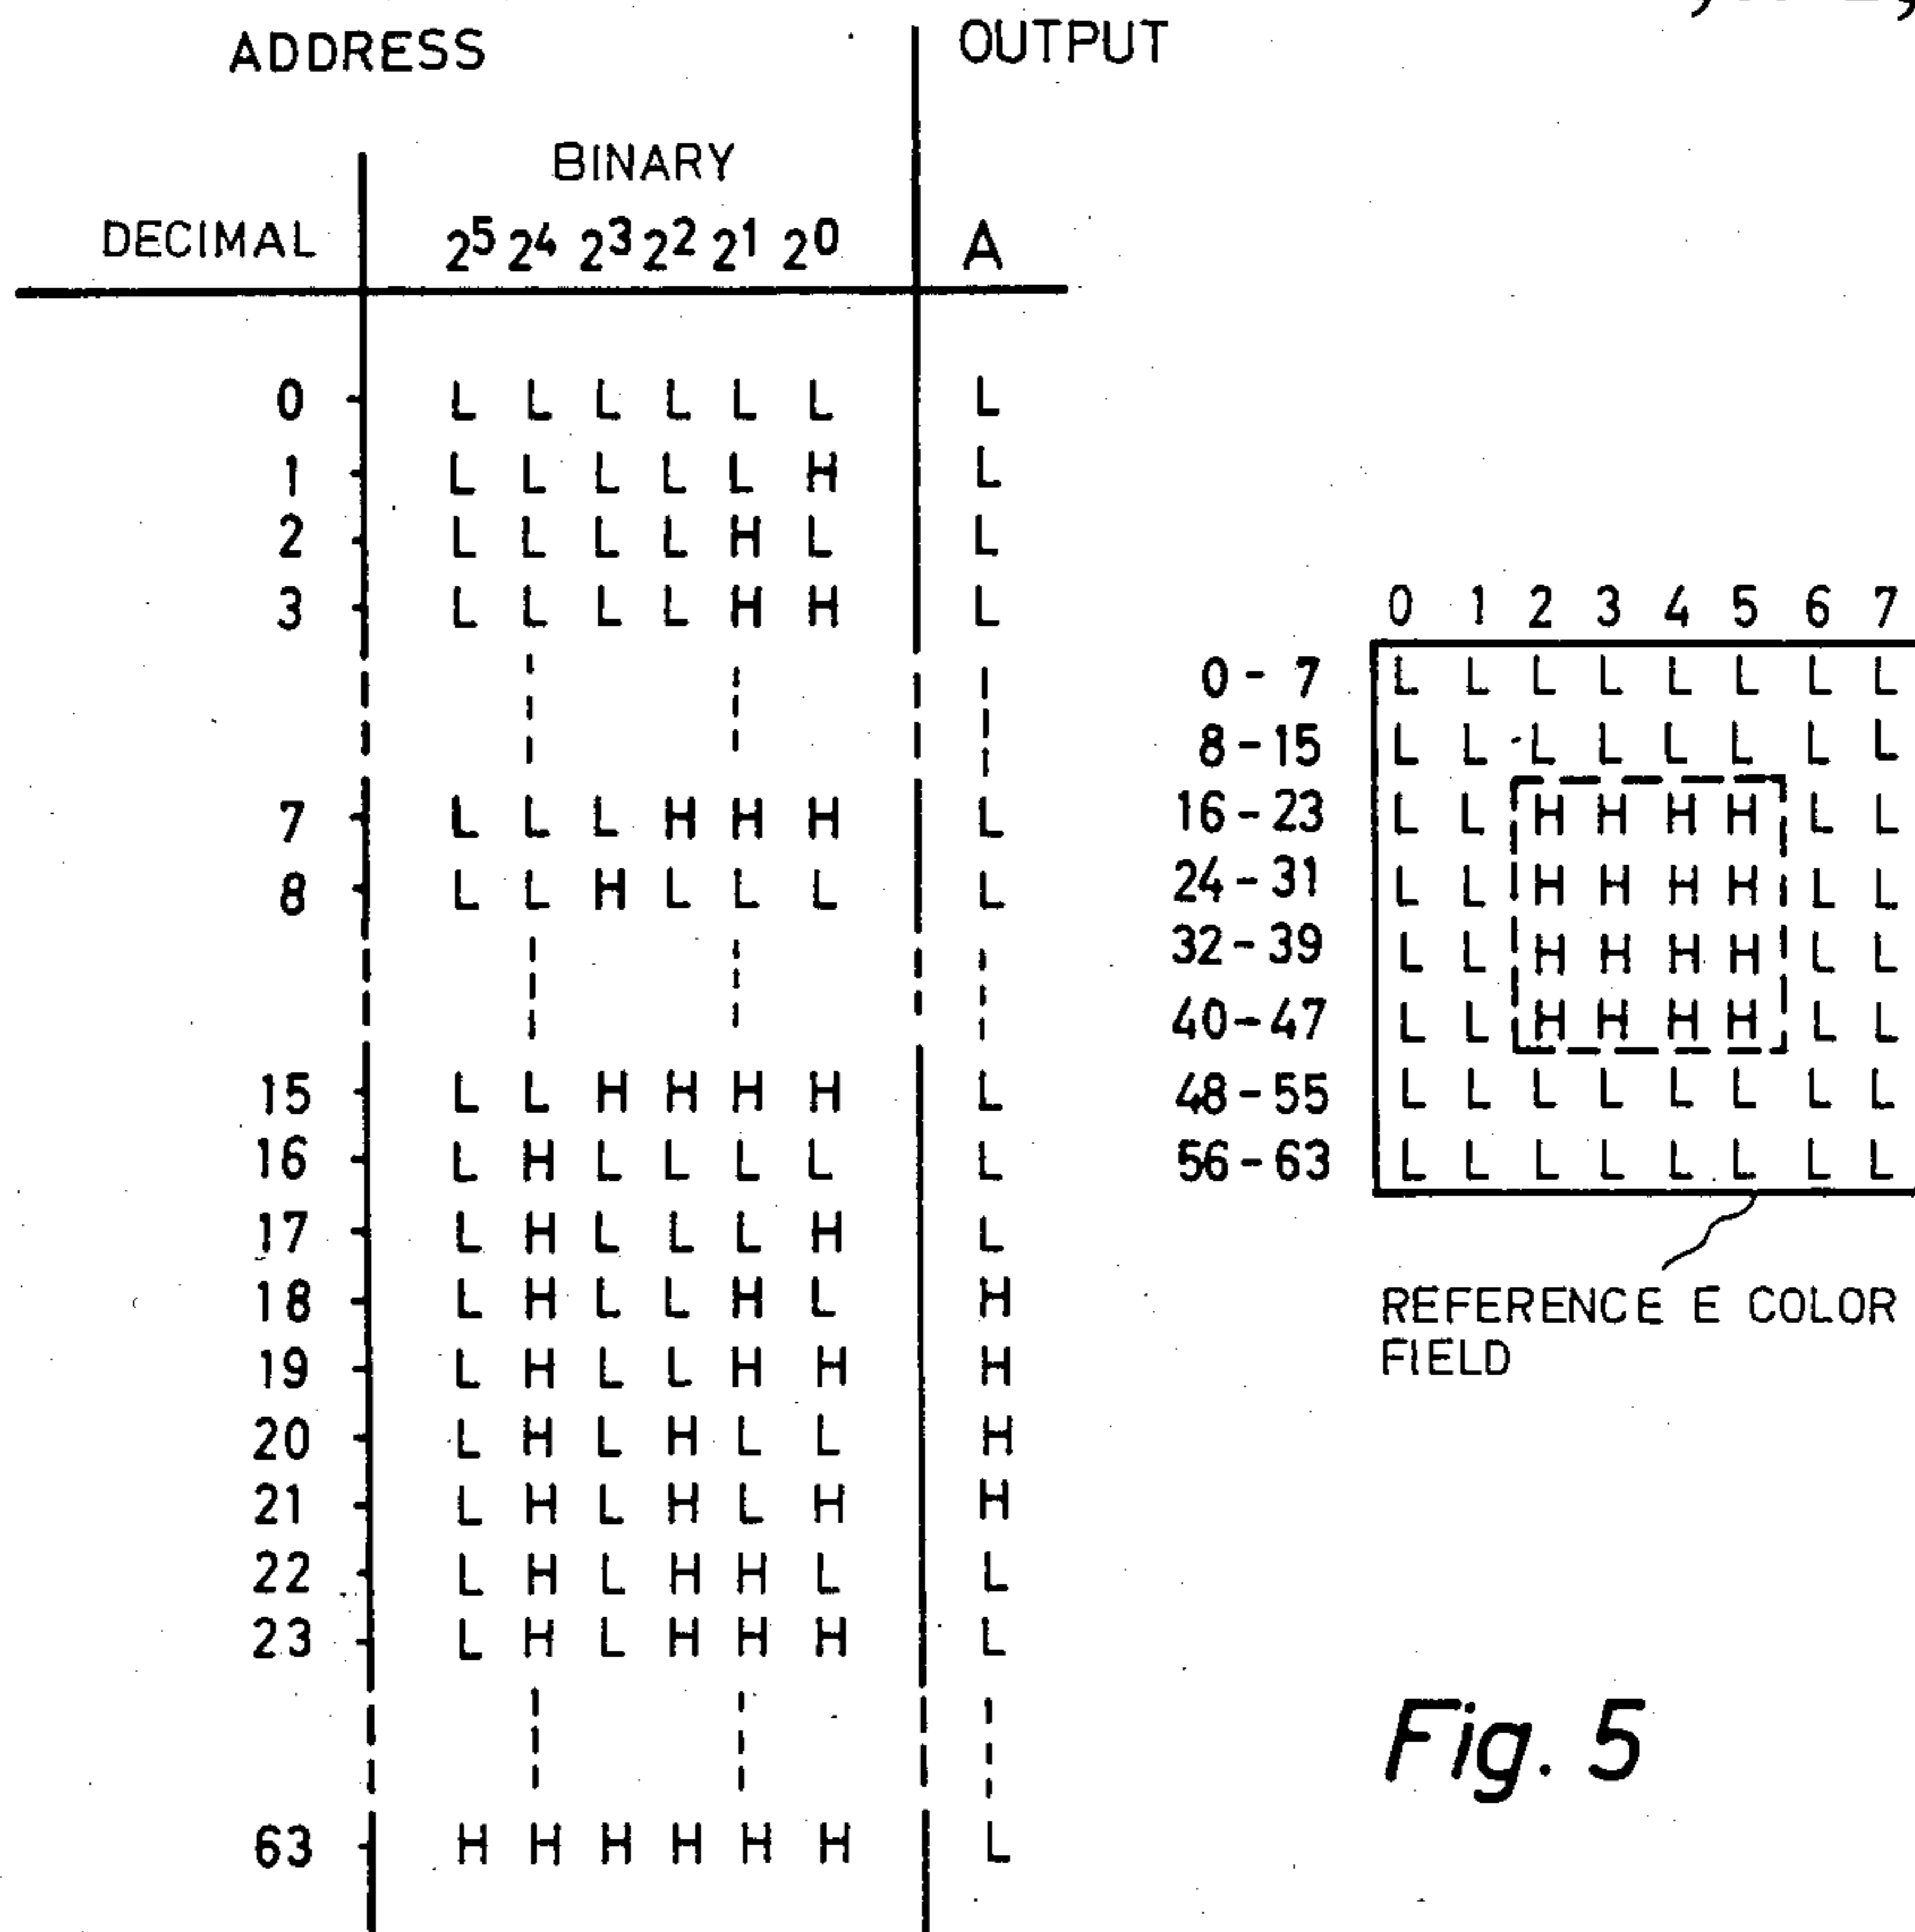 ADDRESS OUTPUT
BINARY
DECIMAL 2⁵ 2⁴ 2³ 2² 2¹ 2⁰ A
0 L L L L L L L
1 L L L L L H L
2 L L L L H L L
3 L L L L H H L
7 L L L H H H L
8 L L H L L L L
15 L L H H H H L
16 L H L L L L L
17 L H L L L H L
18 L H L L H L H
19 L H L L H H H
20 L H L H L L H
21 L H L H L H H
22 L H L H H L L
23 L H L H H H L
63 H H H H H H L
0 1 2 3 4 5 6 7
0-7 L L L L L L L L
8-15 L L L L L L L L
16-23 L L H H H H L L
24-31 L L H H H H L L
32-39 L L H H H H L L
40-47 L L H H H H L L
48-55 L L L L L L L L
56-63 L L L L L L L L
REFERENCE E COLOR
FIELD
Fig. 5